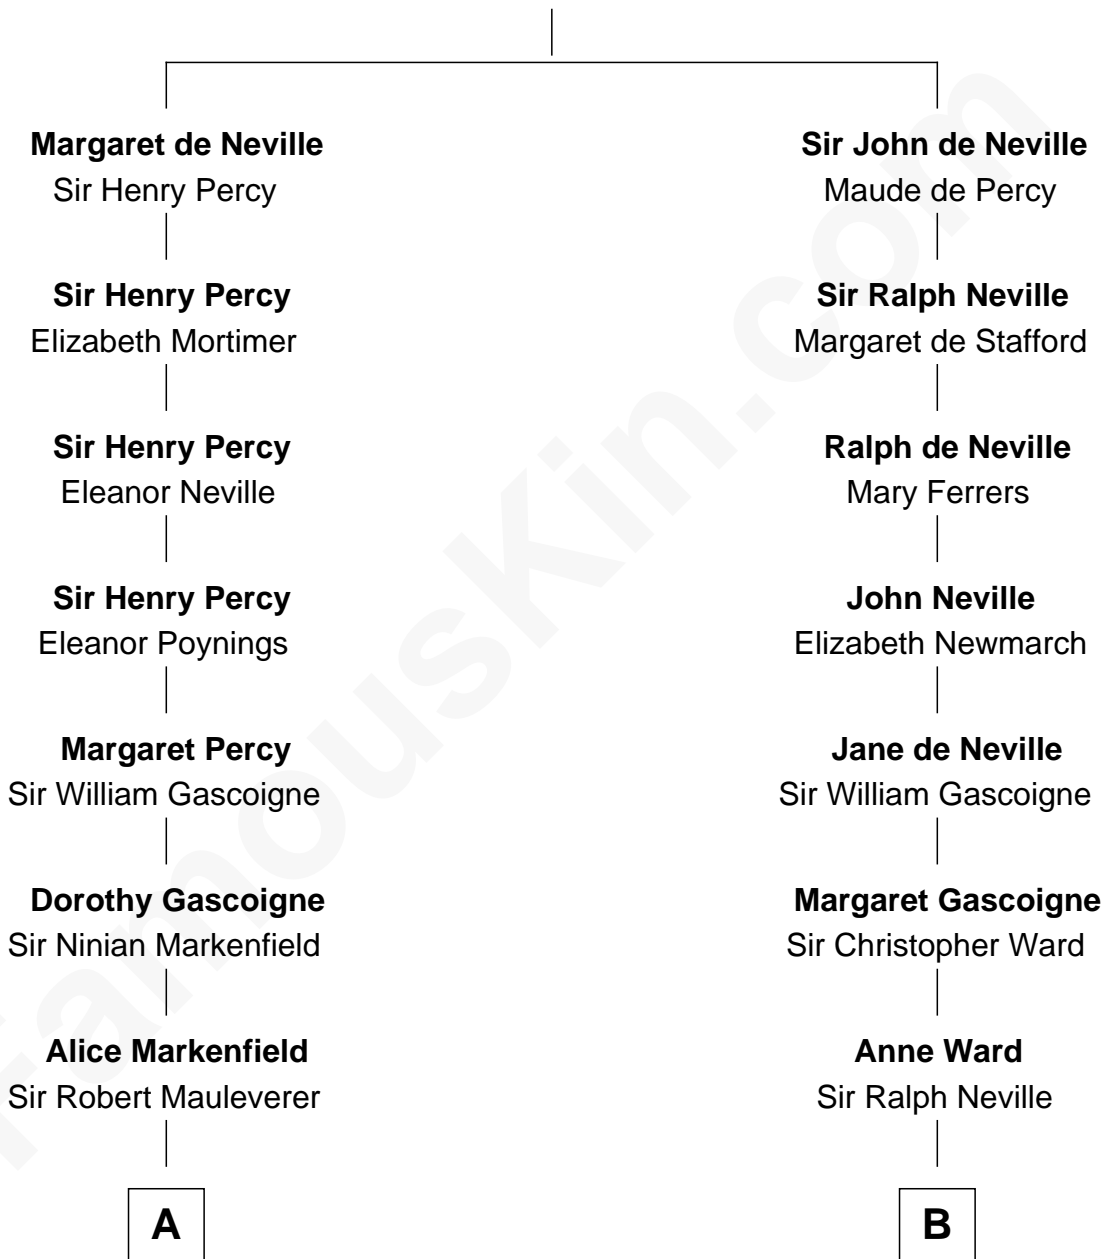 Margaret de Neville
Sir Henry Percy
Sir Henry Percy
Elizabeth Mortimer
Sir Henry Percy
Eleanor Neville
Sir Henry Percy
Eleanor Poynings
Margaret Percy
Sir William Gascoigne
Dorothy Gascoigne
Sir Ninian Markenfield
Alice Markenfield
Sir Robert Mauleverer
A
Sir John de Neville
Maude de Percy
Sir Ralph Neville
Margaret de Stafford
Ralph de Neville
Mary Ferrers
John Neville
Elizabeth Newmarch
Jane de Neville
Sir William Gascoigne
Margaret Gascoigne
Sir Christopher Ward
Anne Ward
Sir Ralph Neville
B
FamousKin.com